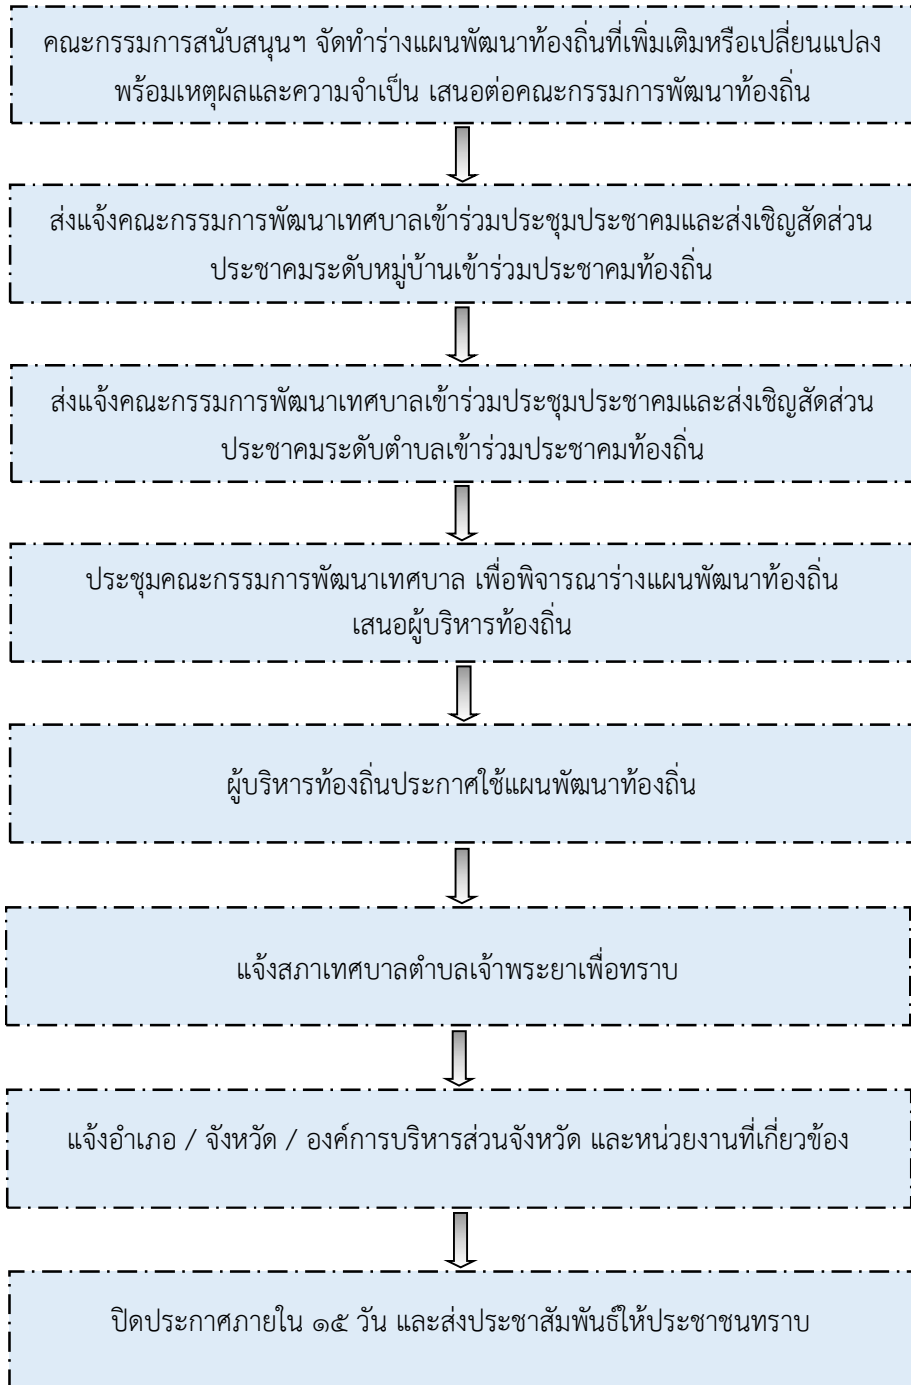 คณะกรรมการสนับสนุนฯ จัดทำร่างแผนพัฒนาท้องถิ่นที่เพิ่มเติมหรือเปลี่ยนแปลง
พร้อมเหตุผลและความจำเป็น เสนอต่อคณะกรรมการพัฒนาท้องถิ่น
ส่งแจ้งคณะกรรมการพัฒนาเทศบาลเข้าร่วมประชุมประชาคมและส่งเชิญสัดส่วน
ประชาคมระดับหมู่บ้านเข้าร่วมประชาคมท้องถิ่น
ส่งแจ้งคณะกรรมการพัฒนาเทศบาลเข้าร่วมประชุมประชาคมและส่งเชิญสัดส่วน
ประชาคมระดับตำบลเข้าร่วมประชาคมท้องถิ่น
ประชุมคณะกรรมการพัฒนาเทศบาล เพื่อพิจารณาร่างแผนพัฒนาท้องถิ่น
เสนอผู้บริหารท้องถิ่น
ผู้บริหารท้องถิ่นประกาศใช้แผนพัฒนาท้องถิ่น
แจ้งสภาเทศบาลตำบลเจ้าพระยาเพื่อทราบ
แจ้งอำเภอ / จังหวัด / องค์การบริหารส่วนจังหวัด และหน่วยงานที่เกี่ยวข้อง
ปิดประกาศภายใน ๑๕ วัน และส่งประชาสัมพันธ์ให้ประชาชนทราบ